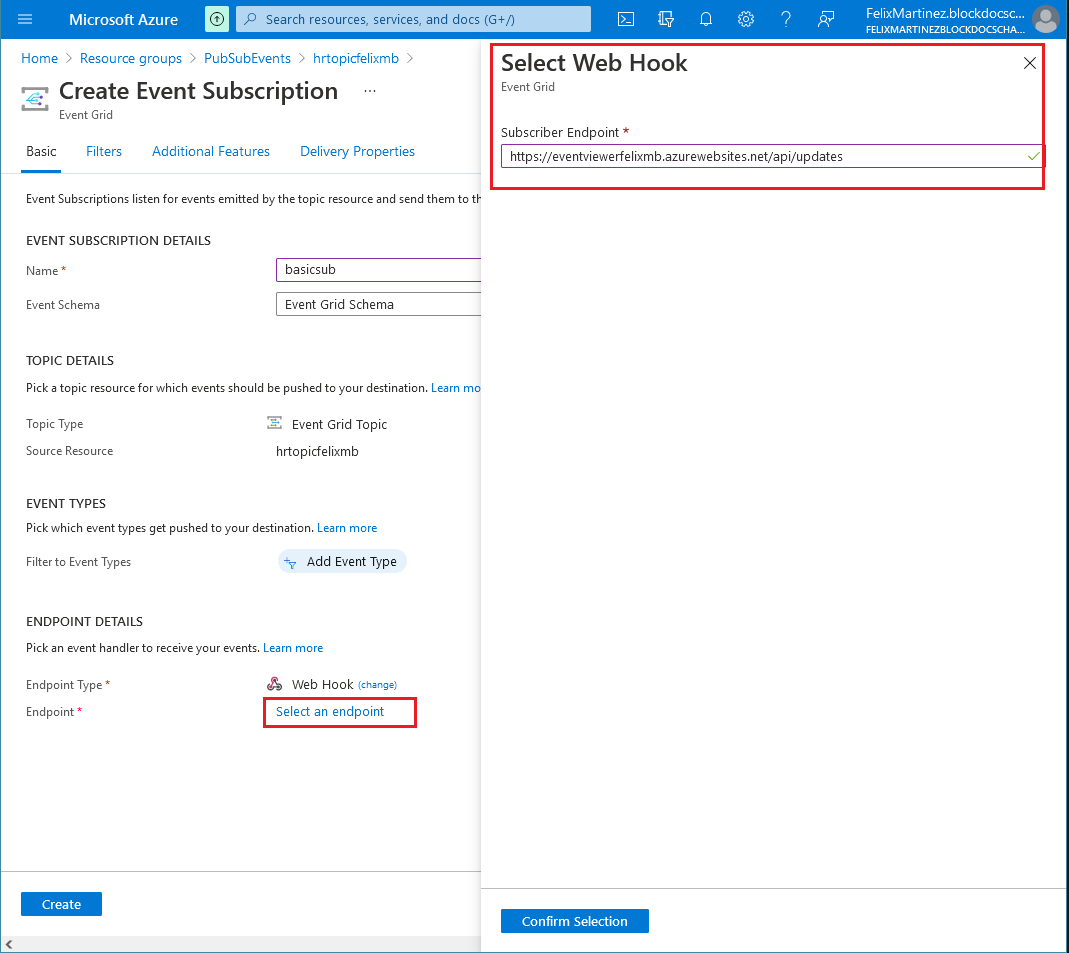 Microsoft Azure
Search resources, services, and docs (G+/)
FelixMartinez.blockdocsc...
FELIXMARTINEZBLOCKDOCSCHA...
Home > Resource groups > PubSubEvents > hrtopicfelixmb >
Create Event Subscription ...
Event Grid
Basic Filters Additional Features Delivery Properties
Event Subscriptions listen for events emitted by the topic resource and send them to th
EVENT SUBSCRIPTION DETAILS
Name * basicsub
Event Schema Event Grid Schema
TOPIC DETAILS
Pick a topic resource for which events should be pushed to your destination. Learn mo
Topic Type Event Grid Topic
Source Resource hrtopicfelixmb
EVENT TYPES
Pick which event types get pushed to your destination. Learn more
Filter to Event Types Add Event Type
ENDPOINT DETAILS
Pick an event handler to receive your events. Learn more
Endpoint Type * Web Hook (change)
Endpoint * Select an endpoint
Create
Select Web Hook
Event Grid
Subscriber Endpoint *
https://eventviewerfelixmb.azurewebsites.net/api/updates
Confirm Selection